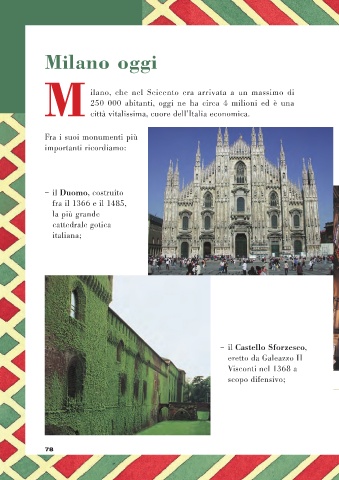 Milano oggi
Milano, che nel Seicento era arrivata a un massimo di
250 000 abitanti, oggi ne ha circa 4 milioni ed è una
città vitalissima, cuore dell'Italia economica.
Fra i suoi monumenti più
importanti ricordiamo:
– il Duomo, costruito
fra il 1366 e il 1485,
la più grande
cattedrale gotica
italiana;
– il Castello Sforzesco,
eretto da Galeazzo II
Visconti nel 1368 a
scopo difensivo;
78